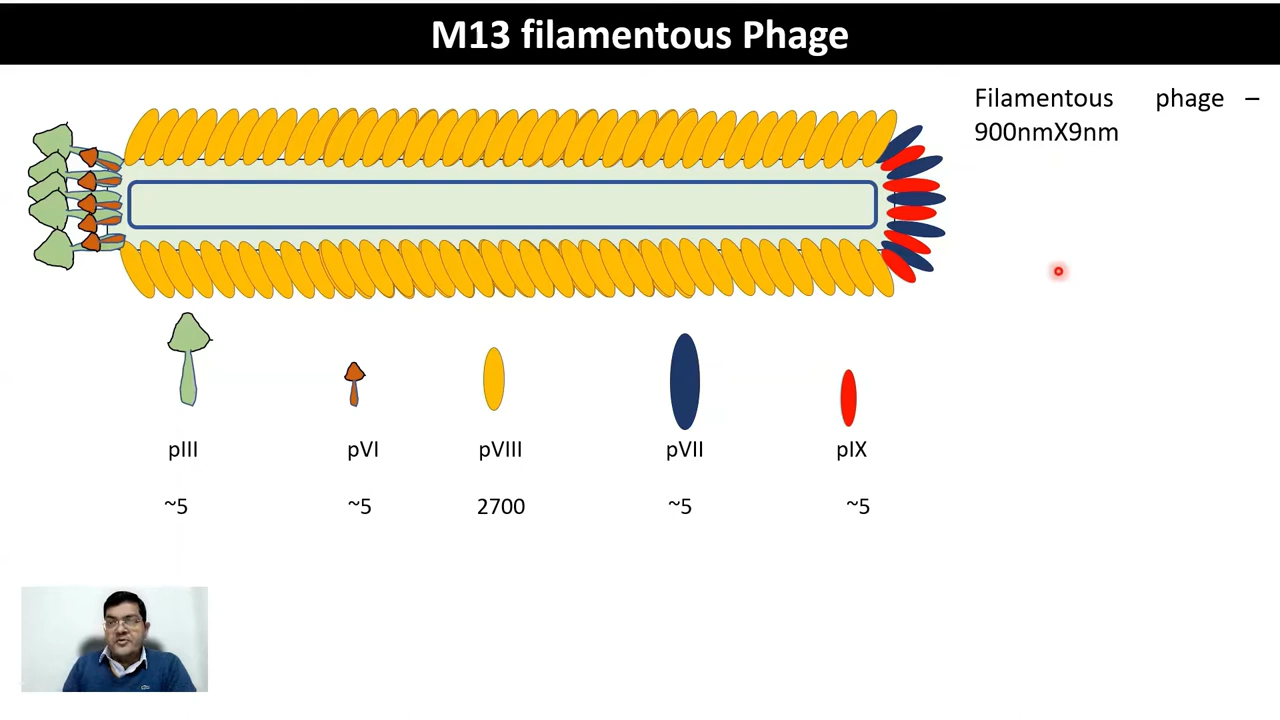 M13 filamentous Phage
Filamentous phage –
900nmX9nm
pIII pVI pVIII pVII pIX
~5 ~5 2700 ~5 ~5